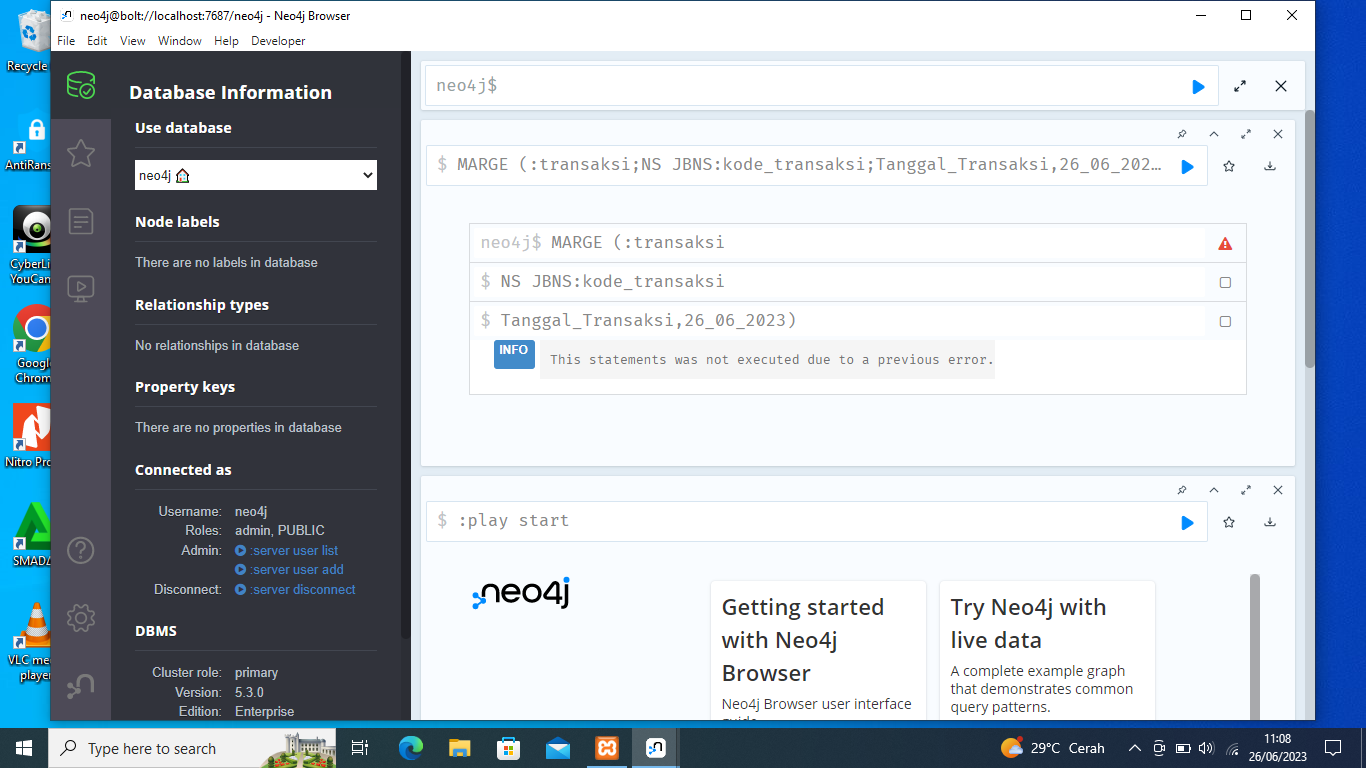 neo4j@bolt://localhost:7687/neo4j - Neo4j Browser
File Edit View Window Help Developer
Recycle
AntiRans
CyberLi
YouCan
Google
Chrom
Nitro Pro
SMADA
VLC me
player
Database Information
Use database
neo4j
Node labels
There are no labels in database
Relationship types
No relationships in database
Property keys
There are no properties in database
Connected as
Username: neo4j
Roles: admin, PUBLIC
Admin: :server user list
:server user add
Disconnect: :server disconnect
DBMS
Cluster role: primary
Version: 5.3.0
Edition: Enterprise
neo4j$
$ MARGE (:transaksi;NS JBNS:kode_transaksi;Tanggal_Transaksi,26_06_202…
neo4j$ MARGE (:transaksi
$ NS JBNS:kode_transaksi
$ Tanggal_Transaksi,26_06_2023)
INFO This statements was not executed due to a previous error.
$ :play start
neo4j
Getting started
with Neo4j
Browser
Neo4j Browser user interface
guide
Try Neo4j with
live data
A complete example graph
that demonstrates common
query patterns.
Type here to search
29°C Cerah
11:08
26/06/2023